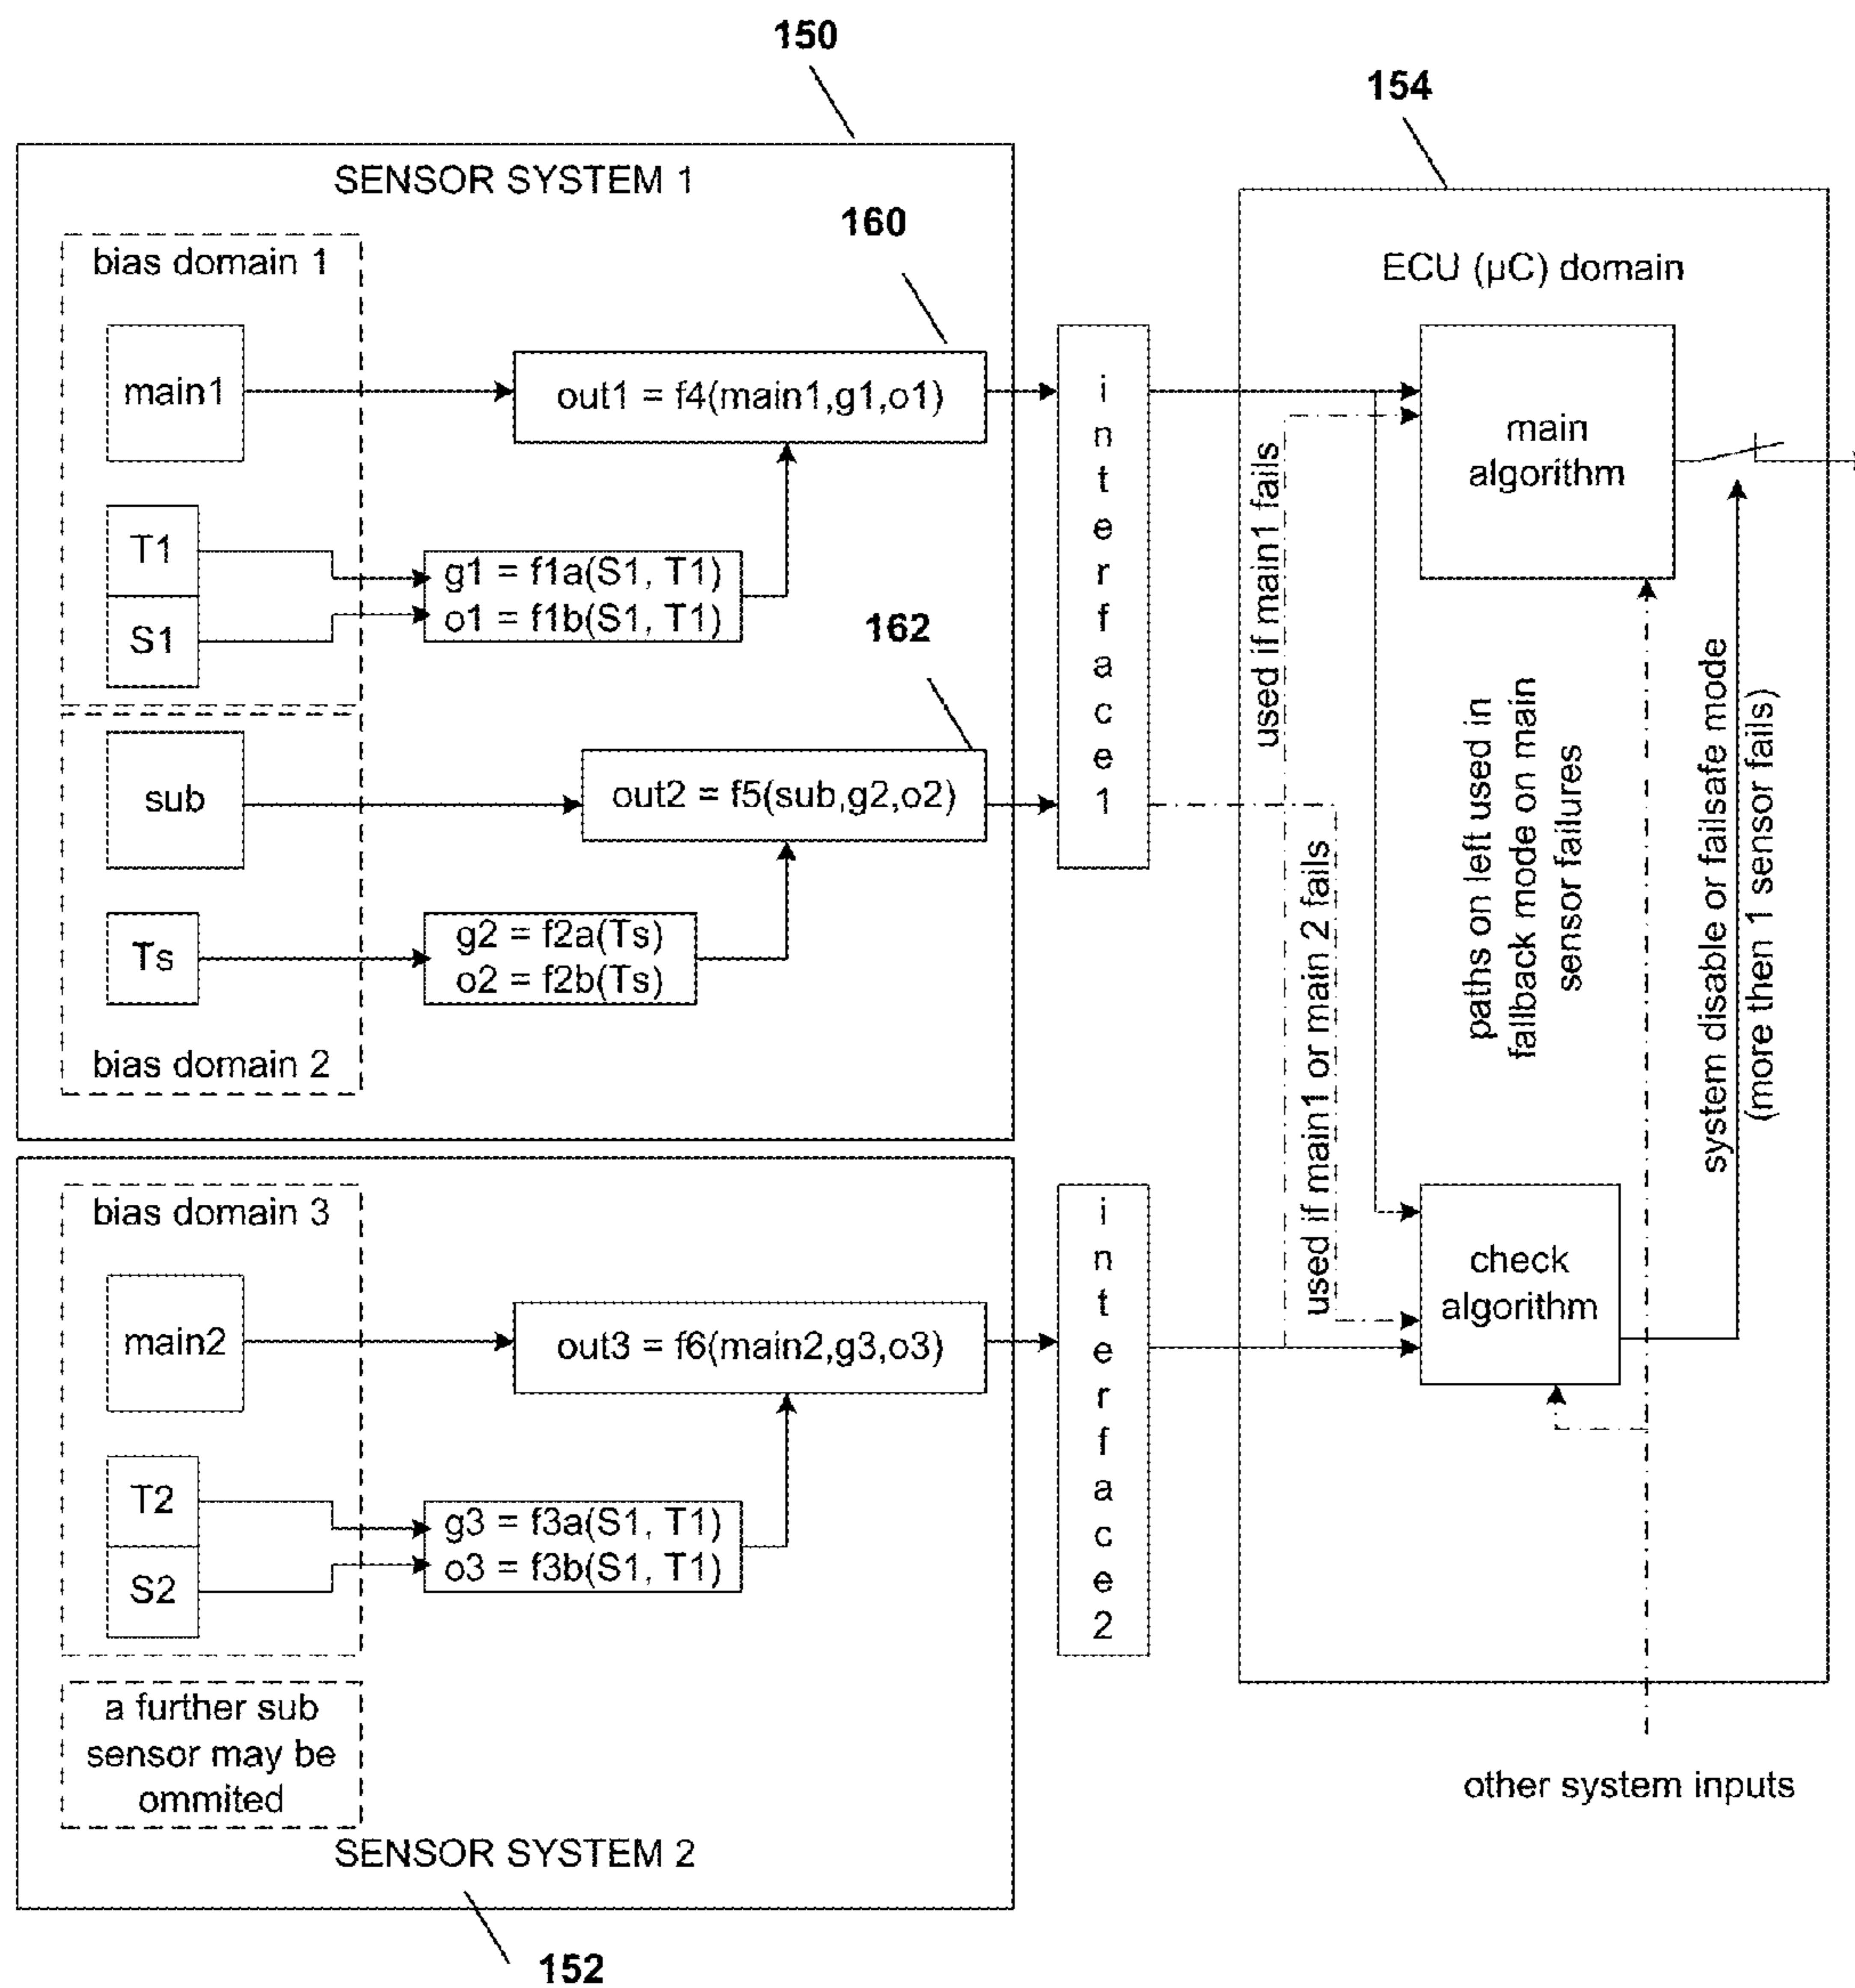 150
154
SENSOR SYSTEM 1
160
bias domain 1
ECU (µC) domain
main1
out1 = f4(main1,g1,o1)
interface 1
main
algorithm
used if main1 fails
T1
S1
g1 = f1a(S1, T1)
o1 = f1b(S1, T1)
162
sub
out2 = f5(sub,g2,o2)
paths on left used in
fallback mode on main
sensor failures
system disable or failsafe mode
(more then 1 sensor fails)
used if main1 or main 2 fails
Ts
g2 = f2a(Ts)
o2 = f2b(Ts)
bias domain 2
bias domain 3
main2
out3 = f6(main2,g3,o3)
interface2
check
algorithm
T2
S2
g3 = f3a(S1, T1)
o3 = f3b(S1, T1)
a further sub
sensor may be
ommited
other system inputs
SENSOR SYSTEM 2
152